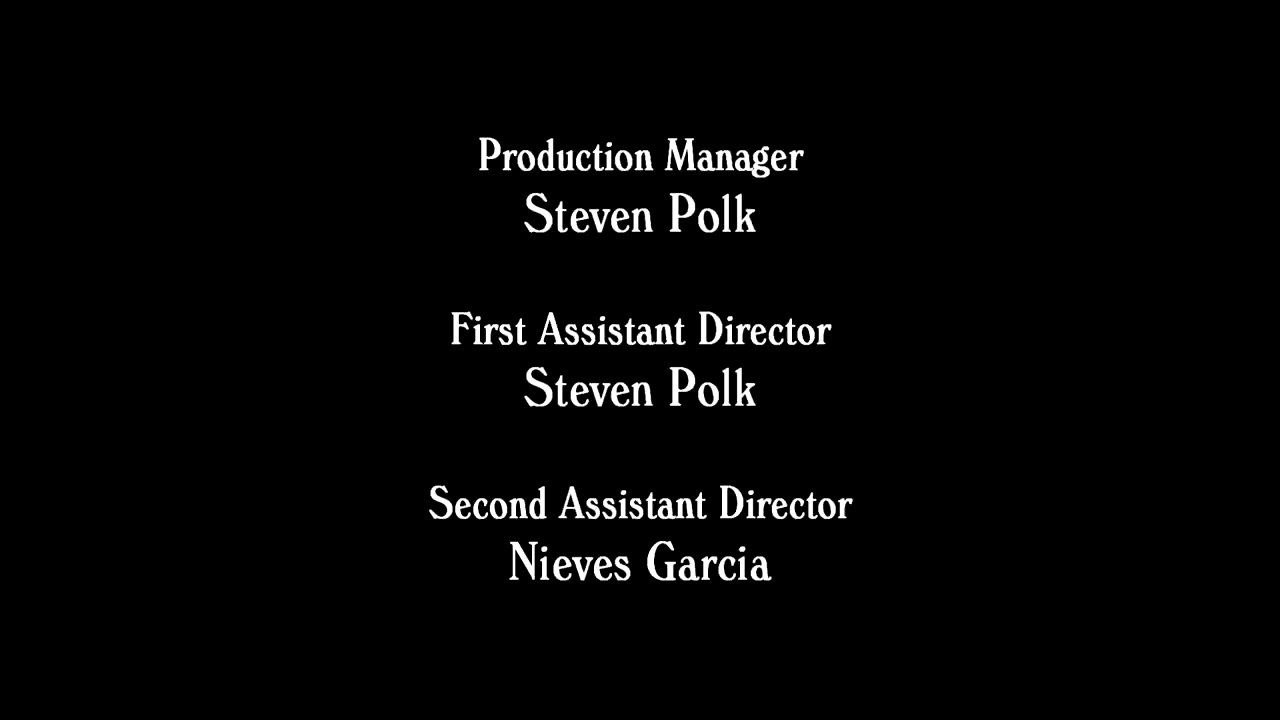 Production Manager
Steven Polk
First Assistant Director
Steven Polk
Second Assistant Director
Nieves Garcia